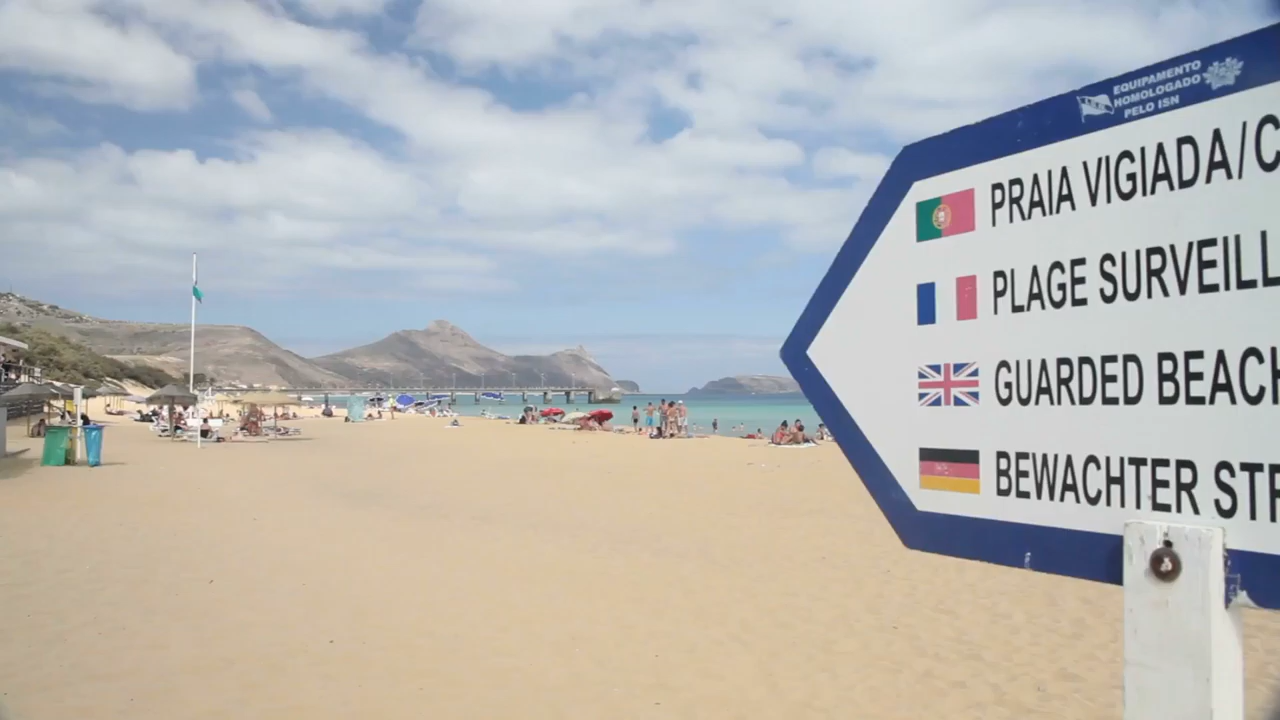 EQUIPAMENTO
HOMOLOGADO
PELO ISN
PRAIA VIGIADA/C
PLAGE SURVEILL
GUARDED BEACH
BEWACHTER STR